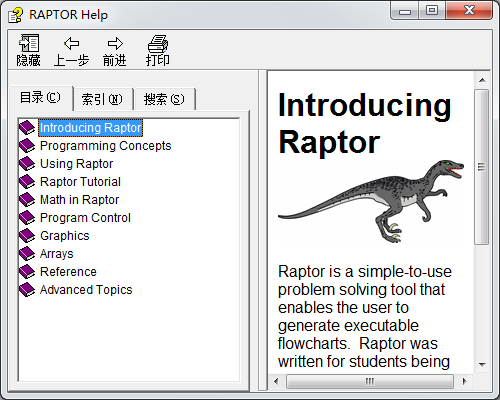 RAPTOR Help
隐藏 上一步 前进 打印
目录(C) 索引(N) 搜索(S)
Introducing Raptor
Programming Concepts
Using Raptor
Raptor Tutorial
Math in Raptor
Program Control
Graphics
Arrays
Reference
Advanced Topics
Introducing
Raptor
Raptor is a simple-to-use
problem solving tool that
enables the user to
generate executable
flowcharts. Raptor was
written for students being